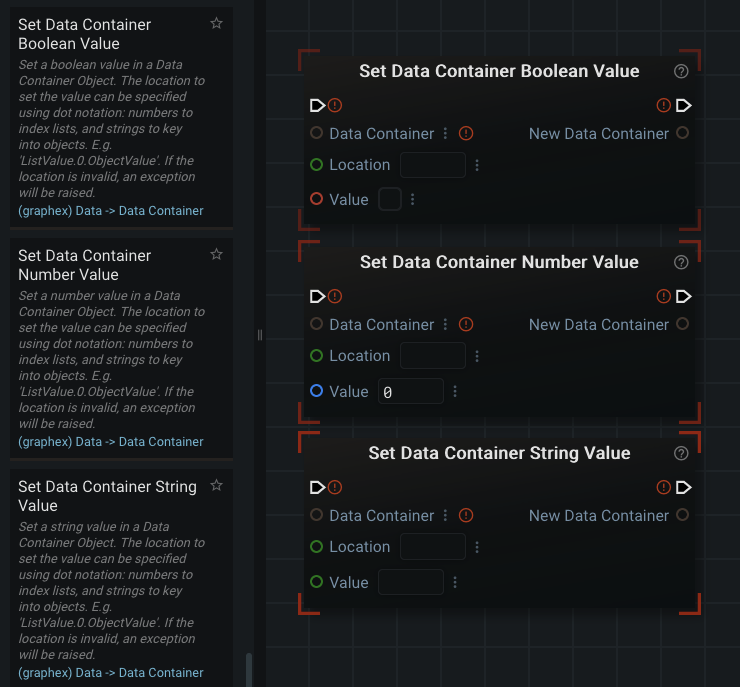 Set Data Container
Boolean Value
Set a boolean value in a Data
Container Object. The location to
set the value can be specified
using dot notation: numbers to
index lists, and strings to key
into objects. E.g.
'ListValue.0.ObjectValue'. If the
location is invalid, an exception
will be raised.
(graphex) Data -> Data Container
Set Data Container
Number Value
Set a number value in a Data
Container Object. The location to
set the value can be specified
using dot notation: numbers to
index lists, and strings to key
into objects. E.g.
'ListValue.0.ObjectValue'. If the
location is invalid, an exception
will be raised.
(graphex) Data -> Data Container
Set Data Container String
Value
Set a string value in a Data
Container Object. The location to
set the value can be specified
using dot notation: numbers to
index lists, and strings to key
into objects. E.g.
'ListValue.0.ObjectValue'. If the
location is invalid, an exception
will be raised.
(graphex) Data -> Data Container
Set Data Container Boolean Value
Data Container New Data Container
Location
Value
Set Data Container Number Value
Data Container New Data Container
Location
Value 0
Set Data Container String Value
Data Container New Data Container
Location
Value